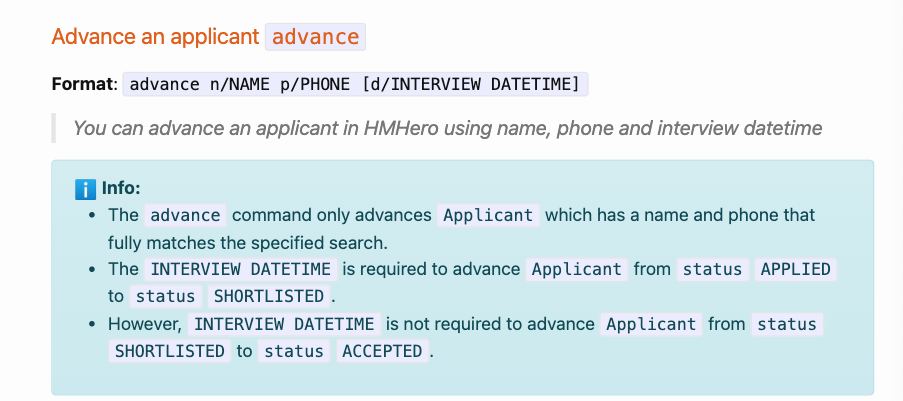 Advance an applicant advance
Format: advance n/NAME p/PHONE [d/INTERVIEW DATETIME]
You can advance an applicant in HMHero using name, phone and interview datetime
ℹ️ Info:
• The advance command only advances Applicant which has a name and phone that
fully matches the specified search.
• The INTERVIEW DATETIME is required to advance Applicant from status APPLIED
to status SHORTLISTED.
• However, INTERVIEW DATETIME is not required to advance Applicant from status
SHORTLISTED to status ACCEPTED.